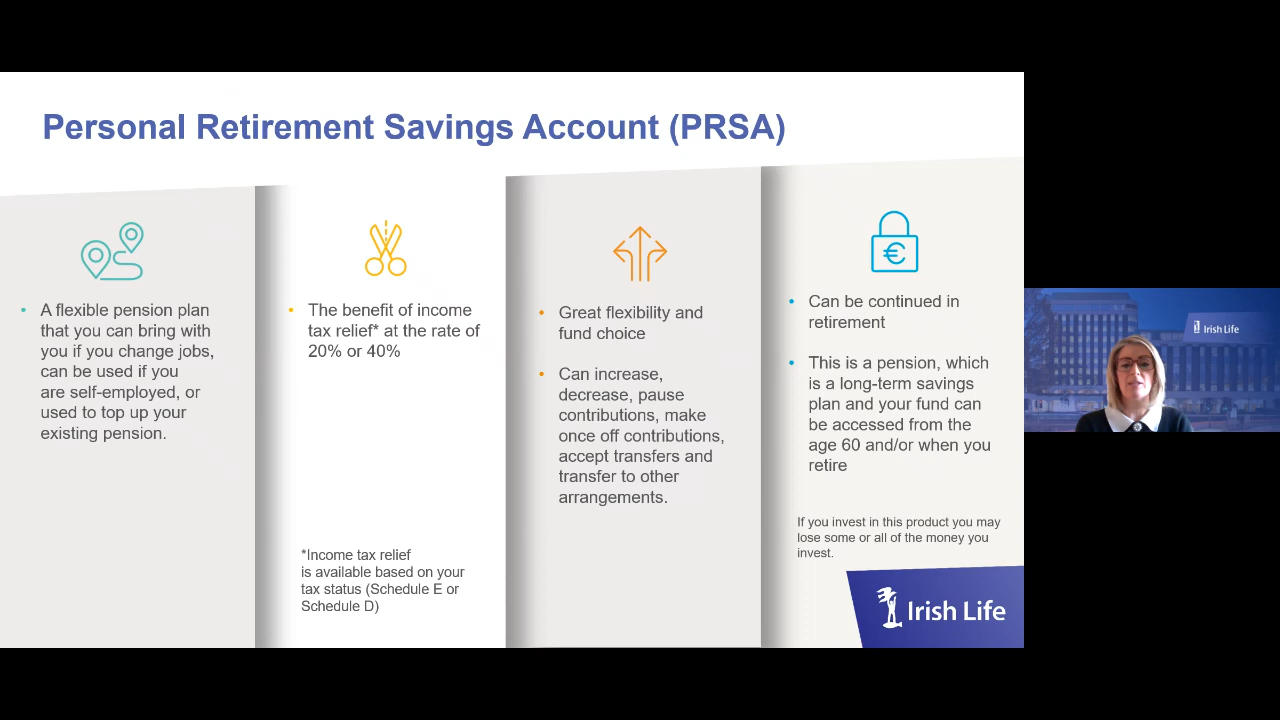 Personal Retirement Savings Account (PRSA)
• A flexible pension plan
that you can bring with
you if you change jobs,
can be used if you
are self-employed, or
used to top up your
existing pension.
• The benefit of income
tax relief* at the rate of
20% or 40%
*Income tax relief
is available based on your
tax status (Schedule E or
Schedule D)
• Great flexibility and
fund choice
• Can increase,
decrease, pause
contributions, make
once off contributions,
accept transfers and
transfer to other
arrangements.
€
• Can be continued in
retirement
• This is a pension, which
is a long-term savings
plan and your fund can
be accessed from the
age 60 and/or when you
retire
If you invest in this product you may
lose some or all of the money you
invest.
Irish Life
Irish Life